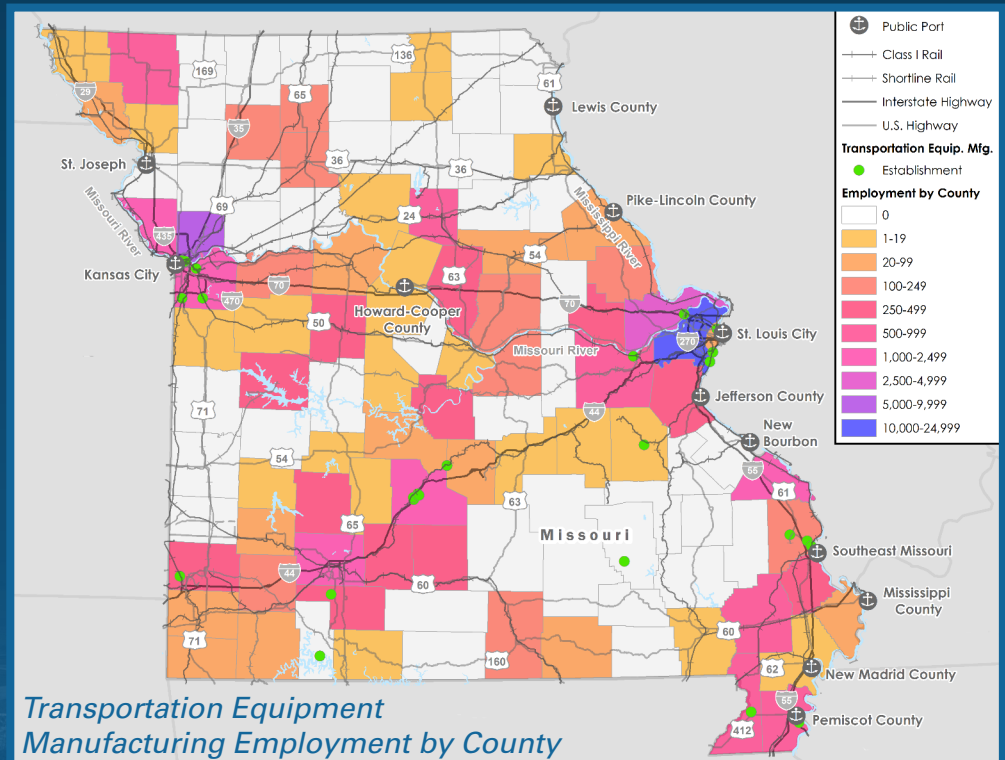 Public Port
Class I Rail
Shortline Rail
Interstate Highway
U.S. Highway
Transportation Equip. Mfg.
Establishment
Employment by County
0
1-19
20-99
100-249
250-499
500-999
1,000-2,499
2,500-4,999
5,000-9,999
10,000-24,999
136
169
29
65
61
Lewis County
35
St. Joseph
36
36
69
Missouri River
24
Mississippi River
Pike-Lincoln County
435
54
Kansas City
63
70
470
70
Howard-Cooper
County
50
St. Louis City
270
Missouri River
71
44
Jefferson County
New
Bourbon
54
55
63
61
65
Missouri
Southeast Missouri
44
60
Mississippi
County
60
71
160
62
New Madrid County
55
Pemiscot County
412
Transportation Equipment
Manufacturing Employment by County